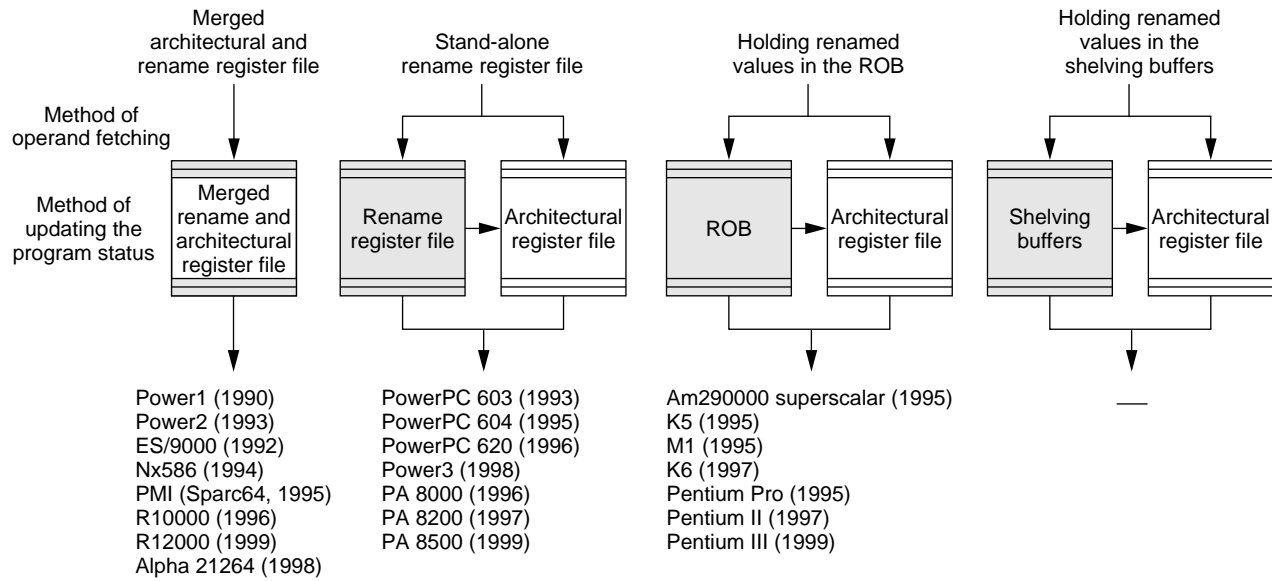 Merged
architectural and
rename register file
Stand-alone
rename register file
Holding renamed
values in the ROB
Holding renamed
values in the
shelving buffers
Method of
operand fetching
Method of
updating the
program status
Merged
rename and
architectural
register file
Rename
register file
Architectural
register file
ROB
Architectural
register file
Shelving
buffers
Architectural
register file
Power1 (1990)
Power2 (1993)
ES/9000 (1992)
Nx586 (1994)
PMI (Sparc64, 1995)
R10000 (1996)
R12000 (1999)
Alpha 21264 (1998)
PowerPC 603 (1993)
PowerPC 604 (1995)
PowerPC 620 (1996)
Power3 (1998)
PA 8000 (1996)
PA 8200 (1997)
PA 8500 (1999)
Am290000 superscalar (1995)
K5 (1995)
M1 (1995)
K6 (1997)
Pentium Pro (1995)
Pentium II (1997)
Pentium III (1999)
—